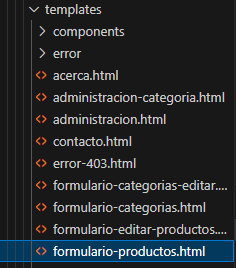 templates
components
error
acerca.html
administracion-categoria.html
administracion.html
contacto.html
error-403.html
formulario-categorias-editar....
formulario-categorias.html
formulario-editar-productos....
formulario-productos.html